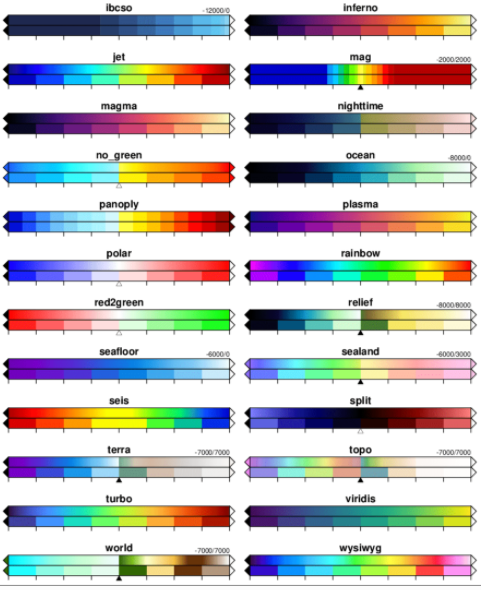 ibcso -12000/0 inferno
jet mag -2000/2000
magma nighttime
no_green ocean -8000/0
panoply plasma
polar rainbow
red2green relief -8000/8000
seafloor -6000/0 sealand -6000/3000
seis split
terra -7000/7000 topo -7000/7000
turbo viridis
world -7000/7000 wysiwyg